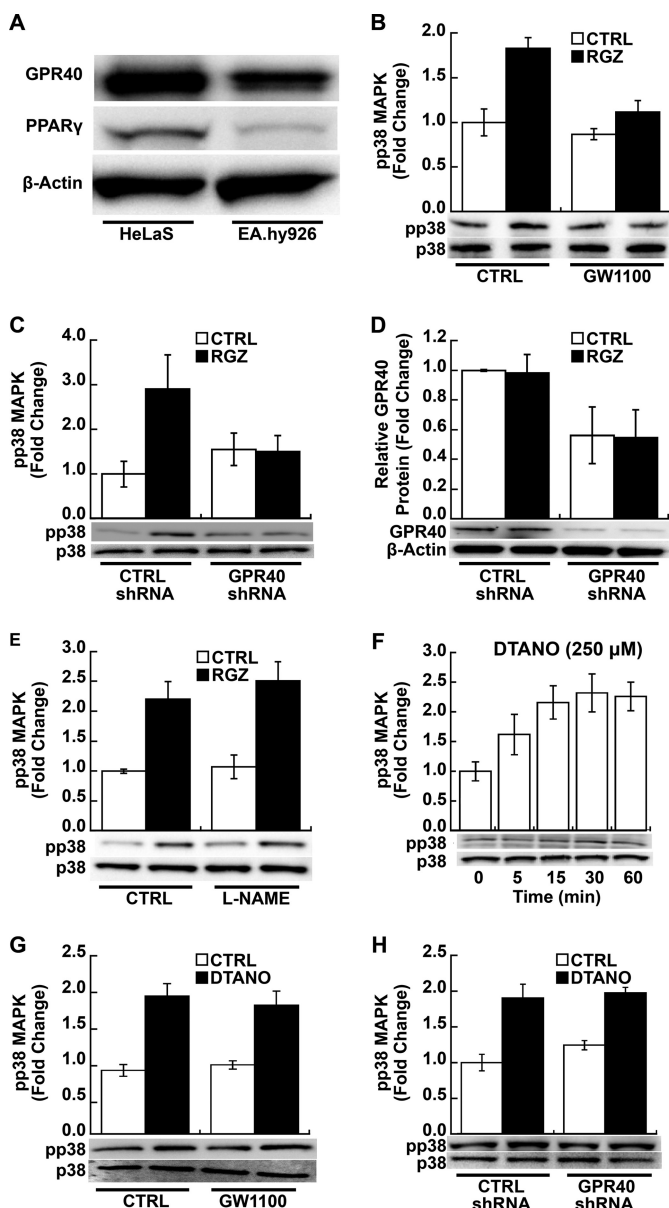 A
GPR40
PPARγ
β-Actin
HeLaS
EA.hy926
B
CTRL
RGZ
pp38 MAPK
(Fold Change)
2.0
1.5
1.0
0.5
0.0
pp38
p38
CTRL
GW1100
C
CTRL
RGZ
pp38 MAPK
(Fold Change)
4.0
3.0
2.0
1.0
0.0
pp38
p38
CTRL
shRNA
GPR40
shRNA
D
CTRL
RGZ
Relative GPR40
Protein (Fold Change)
1.2
1.0
0.8
0.6
0.4
0.2
0.0
GPR40
β-Actin
CTRL
shRNA
GPR40
shRNA
E
CTRL
RGZ
pp38 MAPK
(Fold Change)
3.0
2.5
2.0
1.5
1.0
0.5
0.0
pp38
p38
CTRL
L-NAME
F
DTANO (250 µM)
pp38 MAPK
(Fold Change)
3.0
2.5
2.0
1.5
1.0
0.5
0.0
pp38
p38
0 5 15 30 60
Time (min)
G
CTRL
DTANO
pp38 MAPK
(Fold Change)
2.5
2.0
1.5
1.0
0.5
0.0
pp38
p38
CTRL
GW1100
H
CTRL
DTANO
pp38 MAPK
(Fold Change)
2.5
2.0
1.5
1.0
0.5
0.0
pp38
p38
CTRL
shRNA
GPR40
shRNA